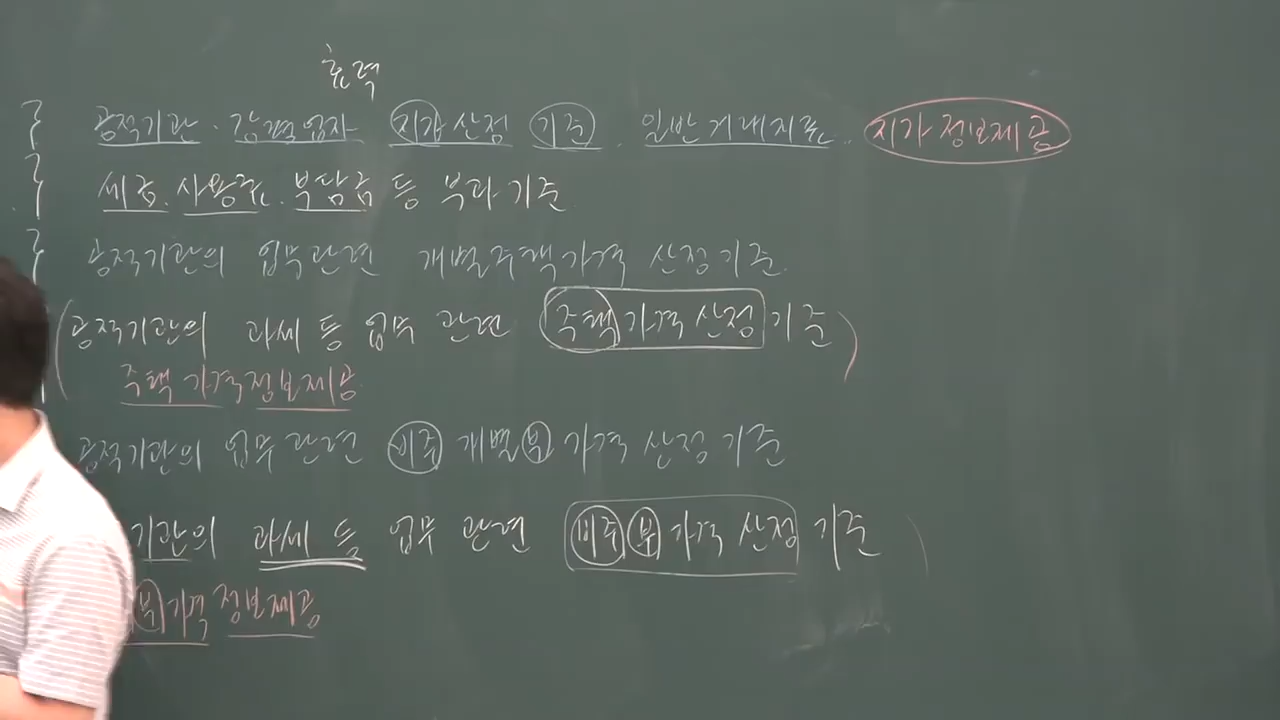 효력
공적기관·감평업자 지가산정 기준. 일반거래지표. 지가정보제공
세금. 사용료. 부담금 등 부과기준
공적기관의 업무관련 개별주택가격 산정기준.
(공적기관의 과세 등 업무 관련 주택가격산정기준)
주택 가격정보제공
공적기관의 업무관련 비주 개별부 가격 산정 기준
기관의 과세 등 업무 관련 비주 부 가격 산정 기준)
부 가격 정보제공